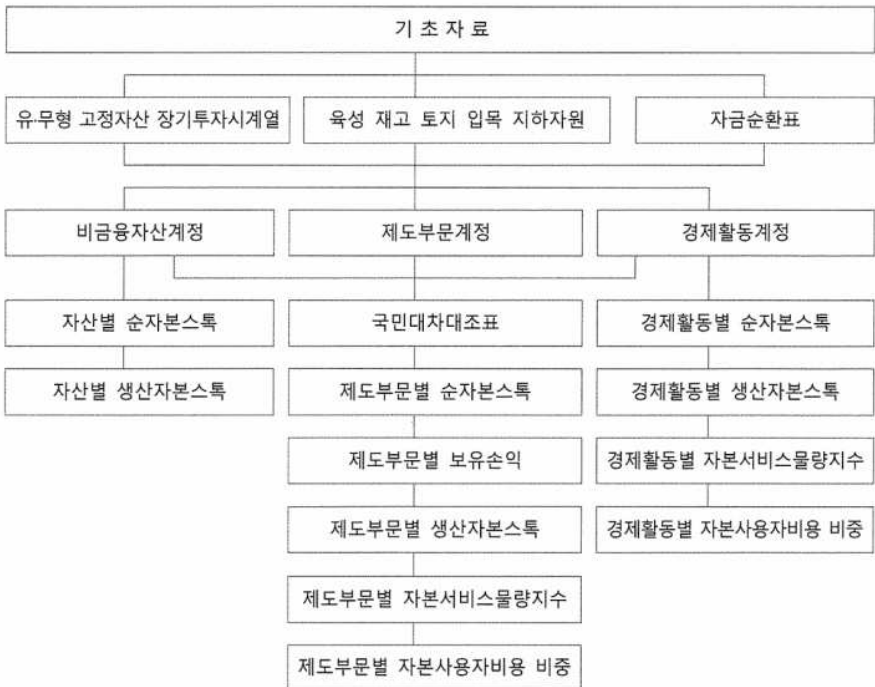 기 초 자 료
유·무형 고정자산 장기투자시계열
육성 재고 토지 입목 지하자원
자금순환표
비금융자산계정
제도부문계정
경제활동계정
자산별 순자본스톡
국민대차대조표
경제활동별 순자본스톡
자산별 생산자본스톡
제도부문별 순자본스톡
경제활동별 생산자본스톡
제도부문별 보유손익
경제활동별 자본서비스물량지수
제도부문별 생산자본스톡
경제활동별 자본사용자비용 비중
제도부문별 자본서비스물량지수
제도부문별 자본사용자비용 비중